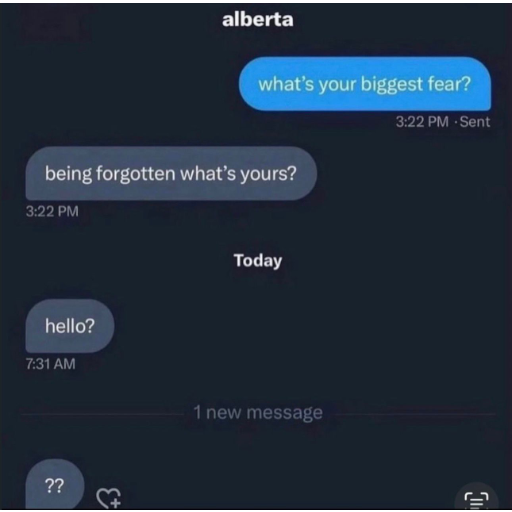 alberta
what's your biggest fear?
3:22 PM · Sent
being forgotten what's yours?
3:22 PM
Today
hello?
7:31 AM
1 new message
??